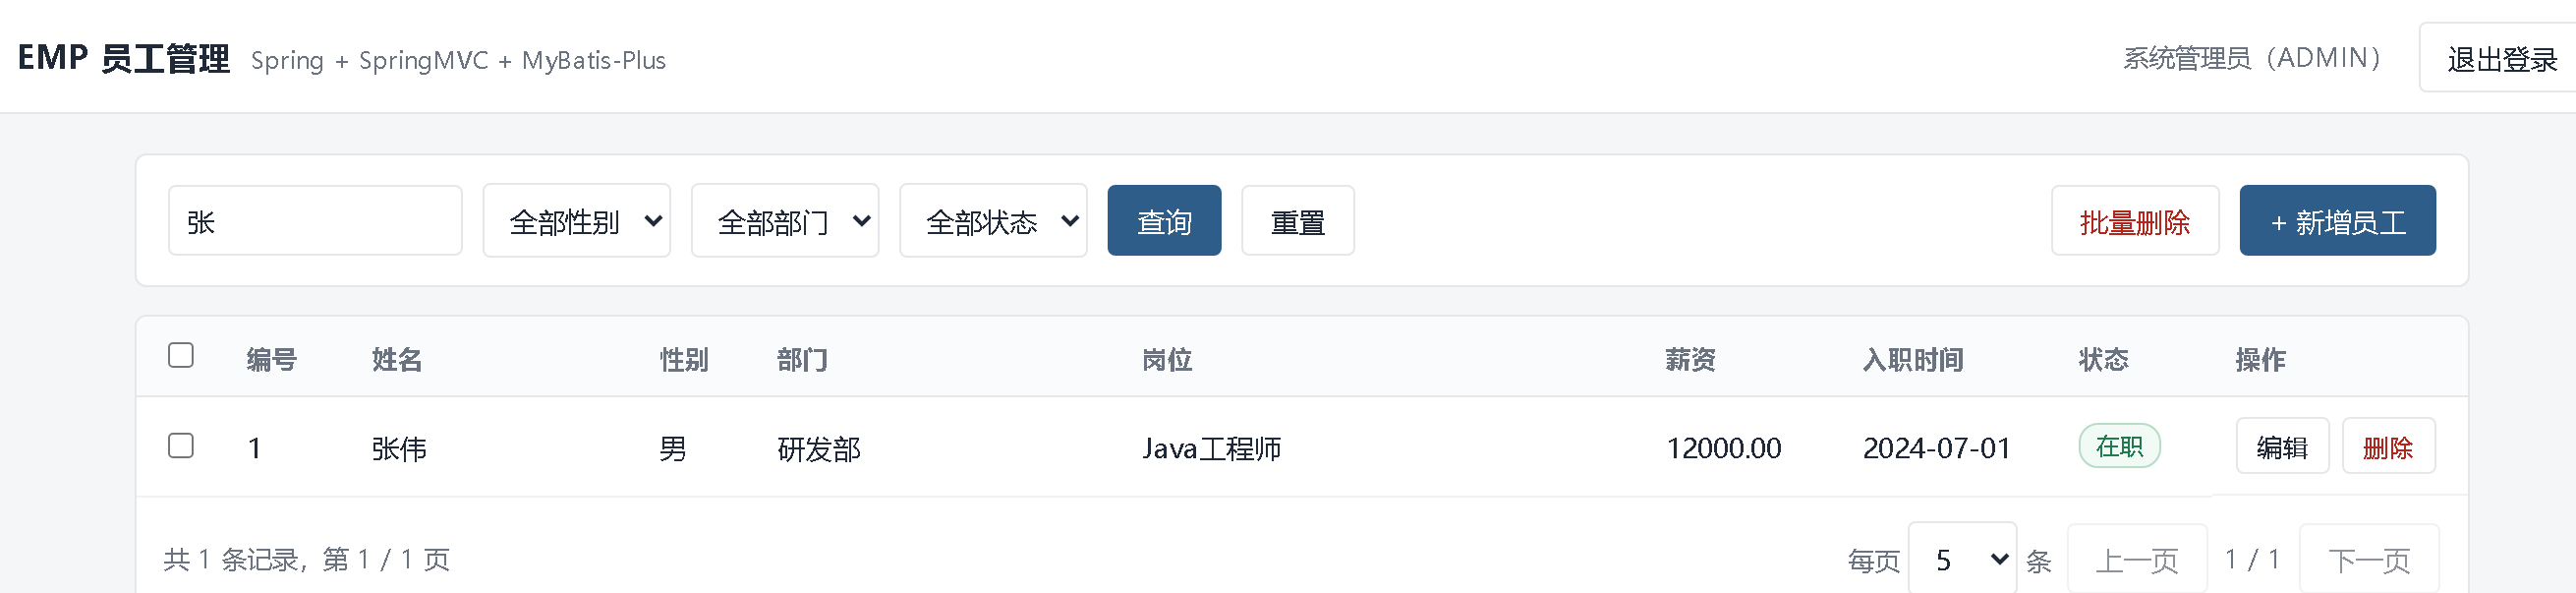 EMP 员工管理 Spring + SpringMVC + MyBatis-Plus 系统管理员（ADMIN） 退出登录
张 全部性别 全部部门 全部状态 查询 重置 批量删除 + 新增员工
编号 姓名 性别 部门 岗位 薪资 入职时间 状态 操作
1 张伟 男 研发部 Java工程师 12000.00 2024-07-01 在职 编辑 删除
共 1 条记录，第 1 / 1 页 每页 5 条 上一页 1 / 1 下一页